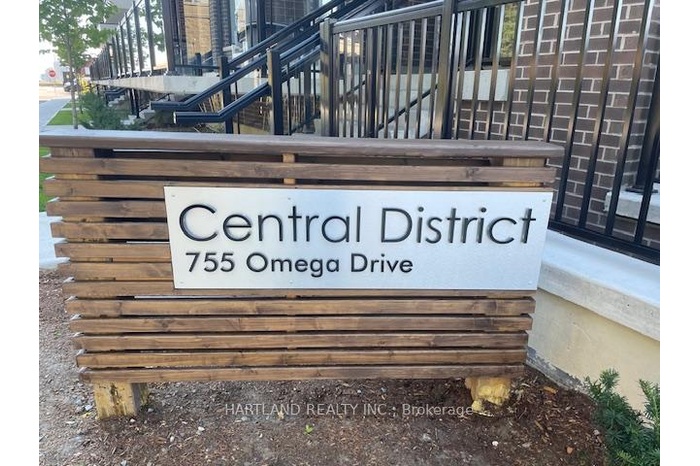 Central District
755 Omega Drive
HARTLAND REALTY INC., Brokerage